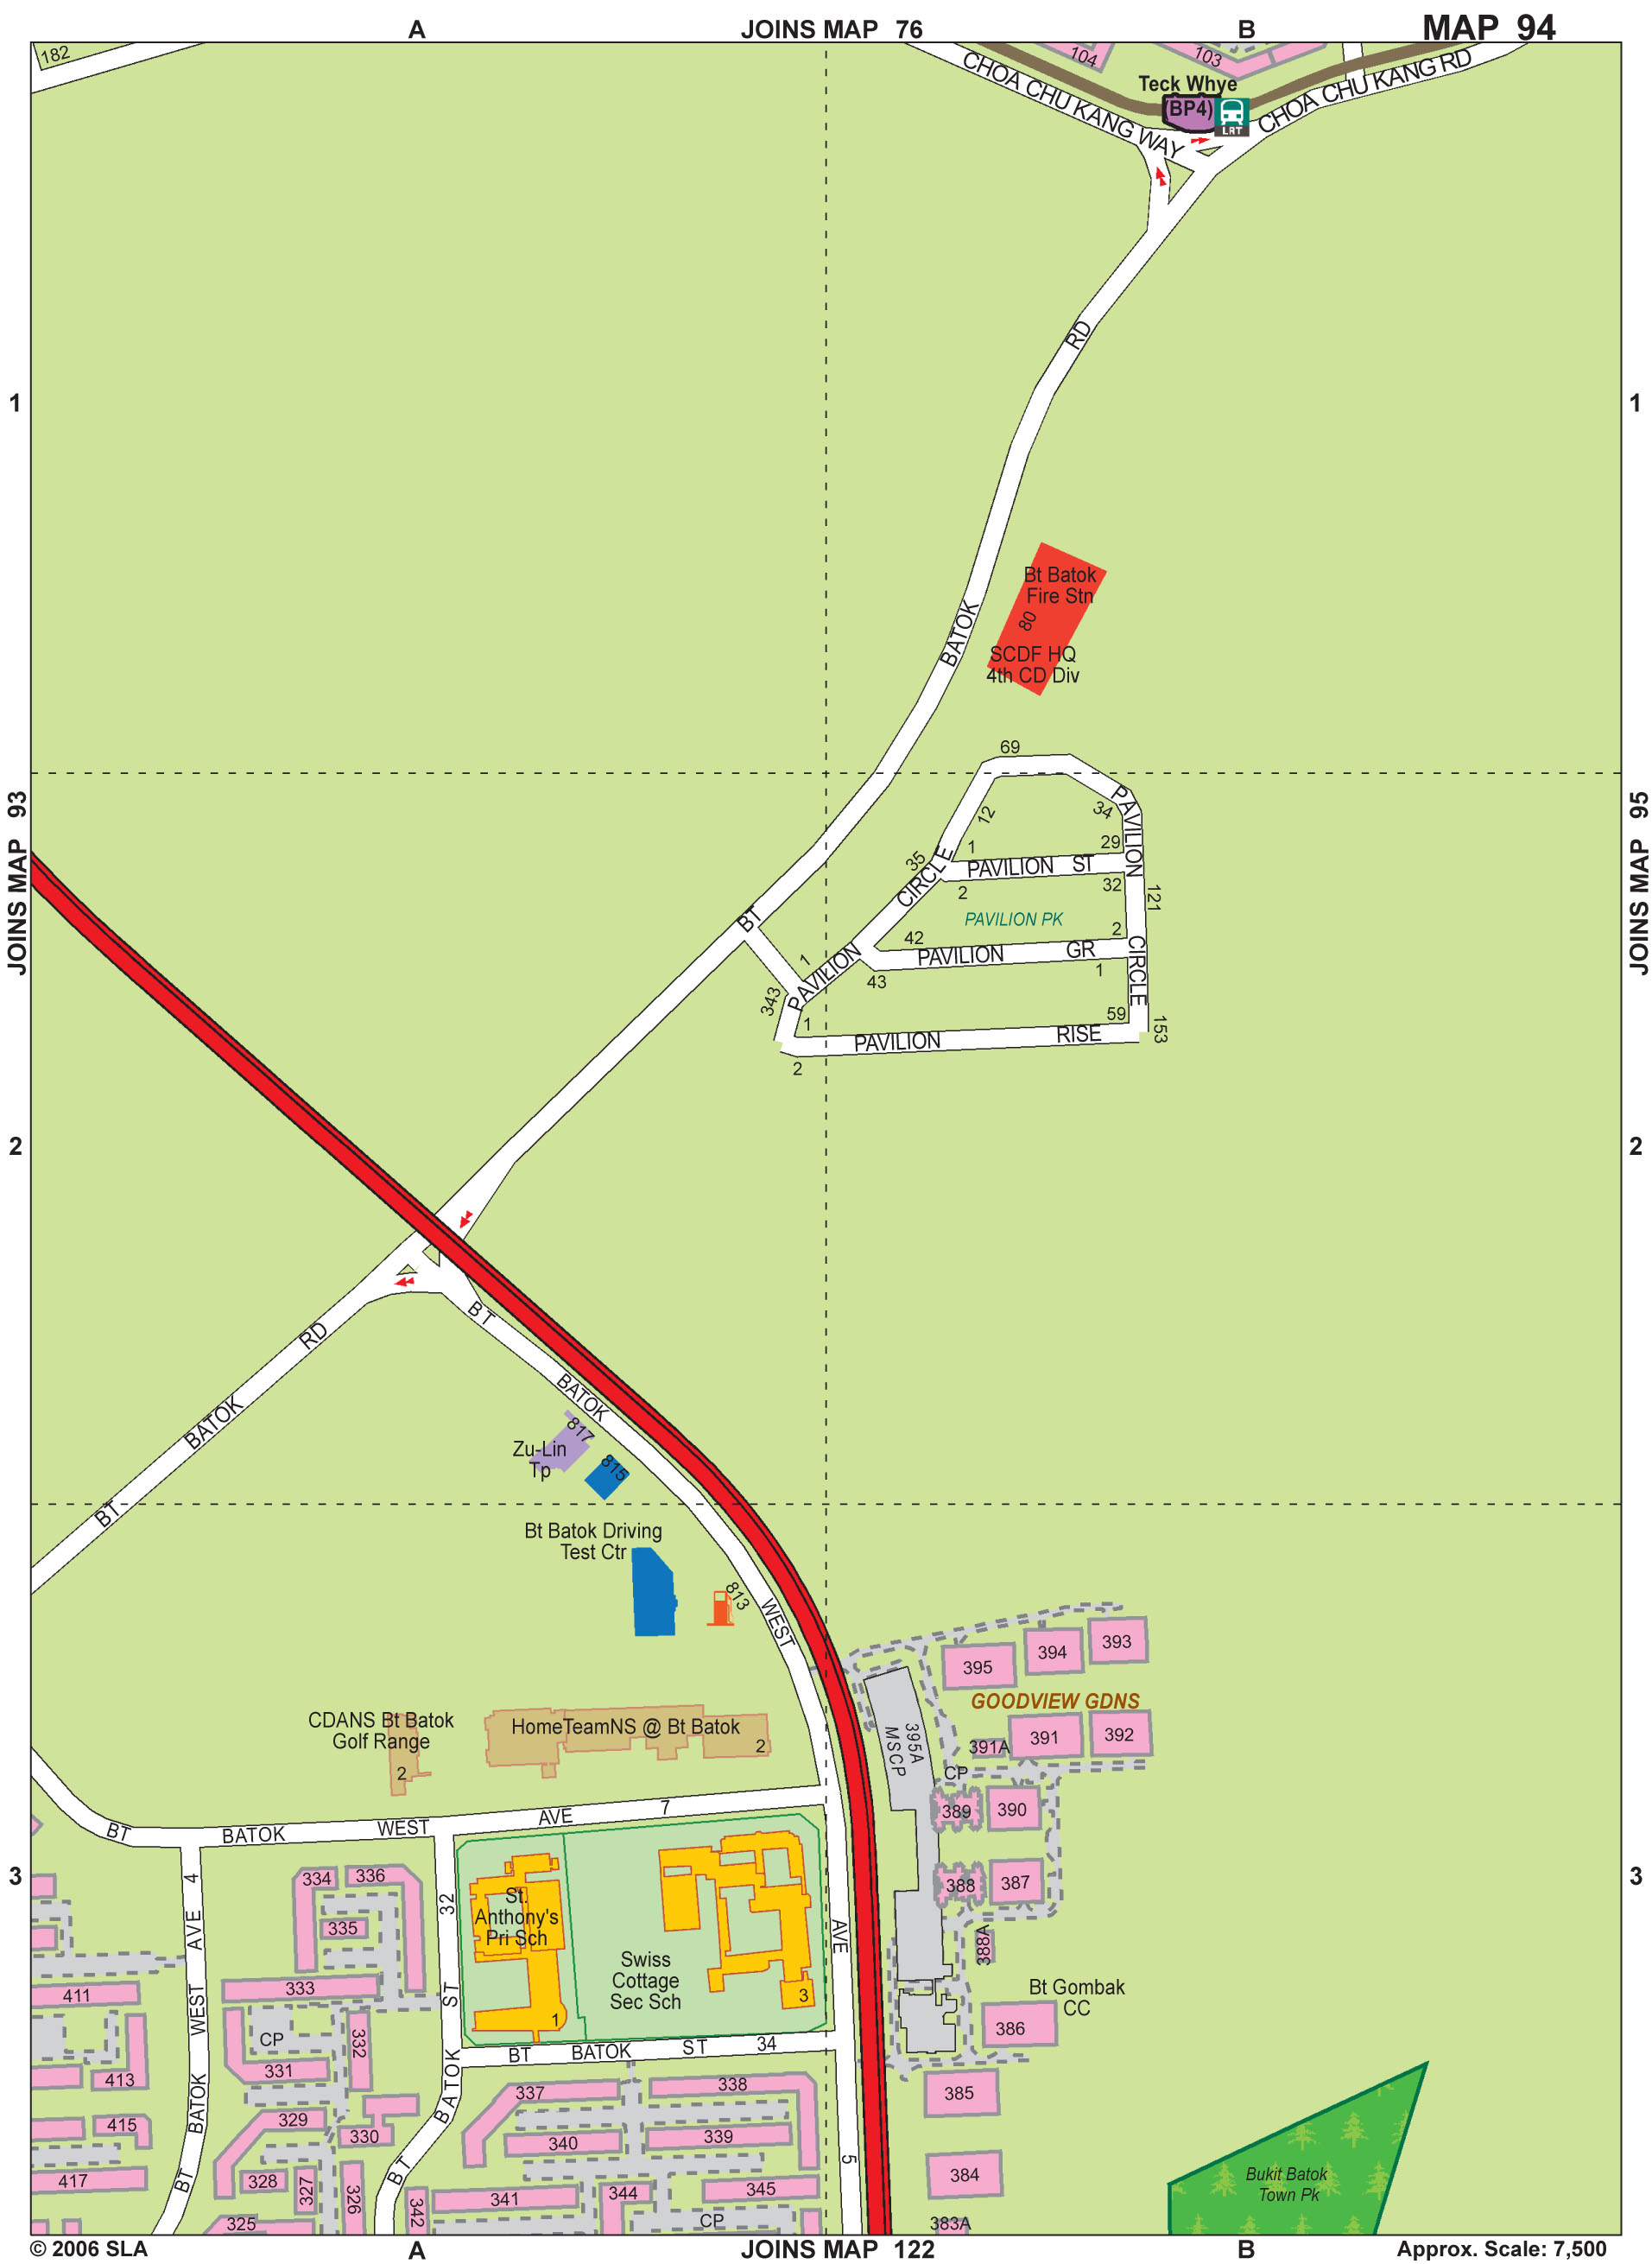 A
JOINS MAP 76
B
MAP 94
182
104
103
CHOA CHU KANG WAY
Teck Whye
(BP4)
LRT
CHOA CHU KANG RD
RD
1
1
Bt Batok
Fire Stn
80
SCDF HQ
4th CD Div
BATOK
69
JOINS MAP 93
JOINS MAP 95
12
34
PAVILION
35
1
29
CIRCLE
PAVILION ST
2
32
121
BT
PAVILION PK
42
2
PAVILION GR
CIRCLE
1
PAVILION
43
1
343
1
59
153
PAVILION RISE
2
2
2
BT
RD
BATOK
BATOK
817
Zu-Lin
Tp
815
BT
Bt Batok Driving
Test Ctr
813
WEST
393
394
395
GOODVIEW GDNS
CDANS Bt Batok
Golf Range
2
HomeTeamNS @ Bt Batok
2
395A
MSCP
391A
391
392
CP
389
390
BT
BATOK
WEST
AVE
7
3
3
4
334
336
32
388
387
335
St.
Anthony's
Pri Sch
1
Swiss
Cottage
Sec Sch
3
AVE
388A
AVE
411
333
ST
Bt Gombak
CC
386
WEST
CP
332
331
413
BT BATOK ST 34
385
BATOK
BATOK
337
338
415
329
330
340
339
5
384
417
328
327
326
BT
BT
341
344
345
342
325
CP
383A
Bukit Batok
Town Pk
© 2006 SLA
A
JOINS MAP 122
B
Approx. Scale: 7,500